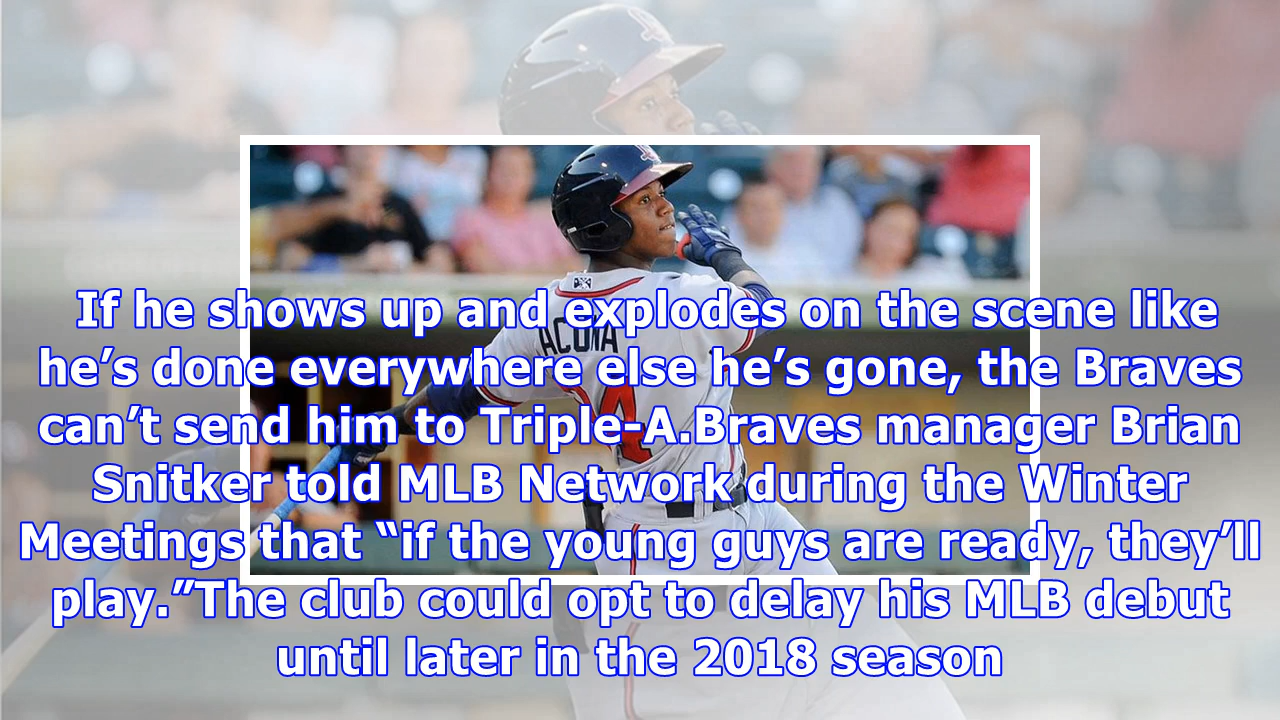 If he shows up and explodes on the scene like
he’s done everywhere else he’s gone, the Braves
can’t send him to Triple-A.Braves manager Brian
Snitker told MLB Network during the Winter
Meetings that “if the young guys are ready, they’ll
play.”The club could opt to delay his MLB debut
until later in the 2018 season
ACUÑA
4